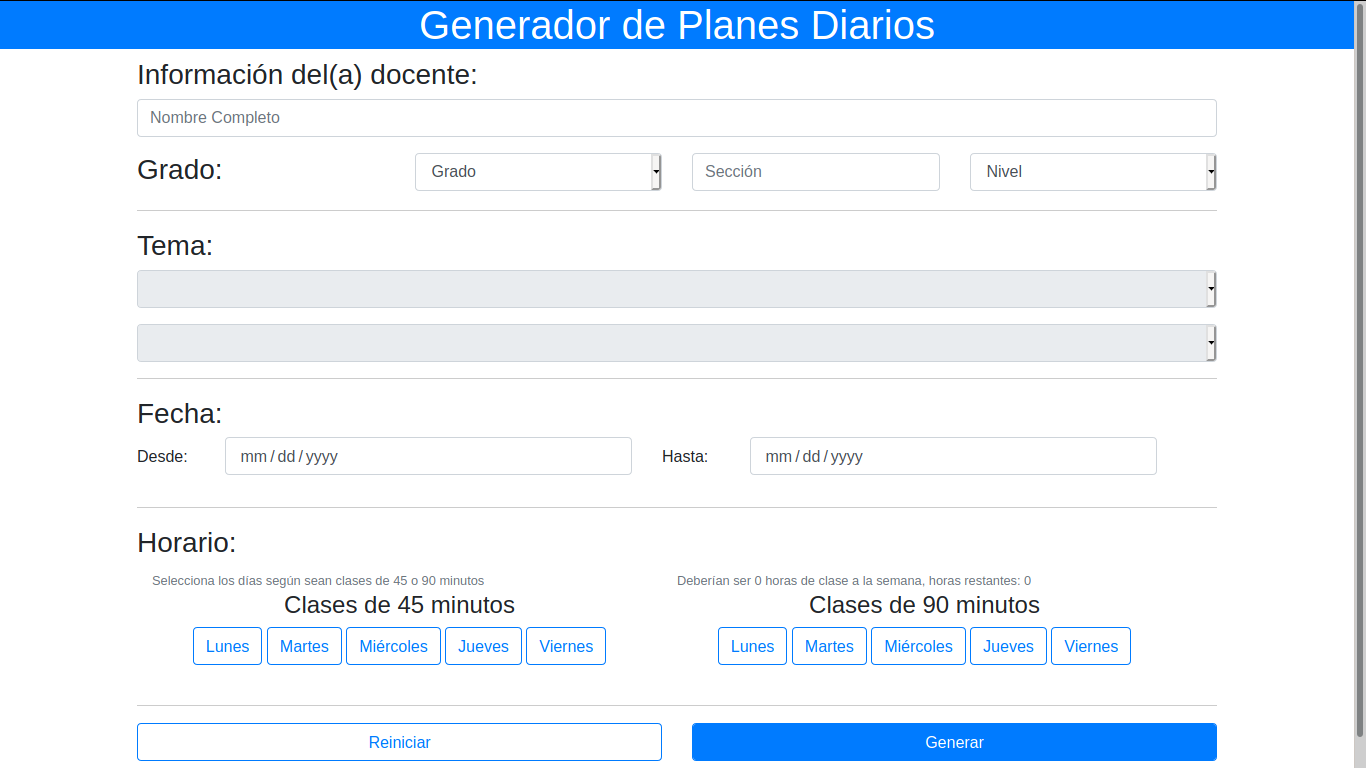 Generador de Planes Diarios
Información del(a) docente:
Nombre Completo
Grado: Grado Sección Nivel
Tema:
Fecha:
Desde: mm/dd/yyyy Hasta: mm/dd/yyyy
Horario:
Selecciona los días según sean clases de 45 o 90 minutos Deberían ser 0 horas de clase a la semana, horas restantes: 0
Clases de 45 minutos Clases de 90 minutos
Lunes Martes Miércoles Jueves Viernes Lunes Martes Miércoles Jueves Viernes
Reiniciar Generar